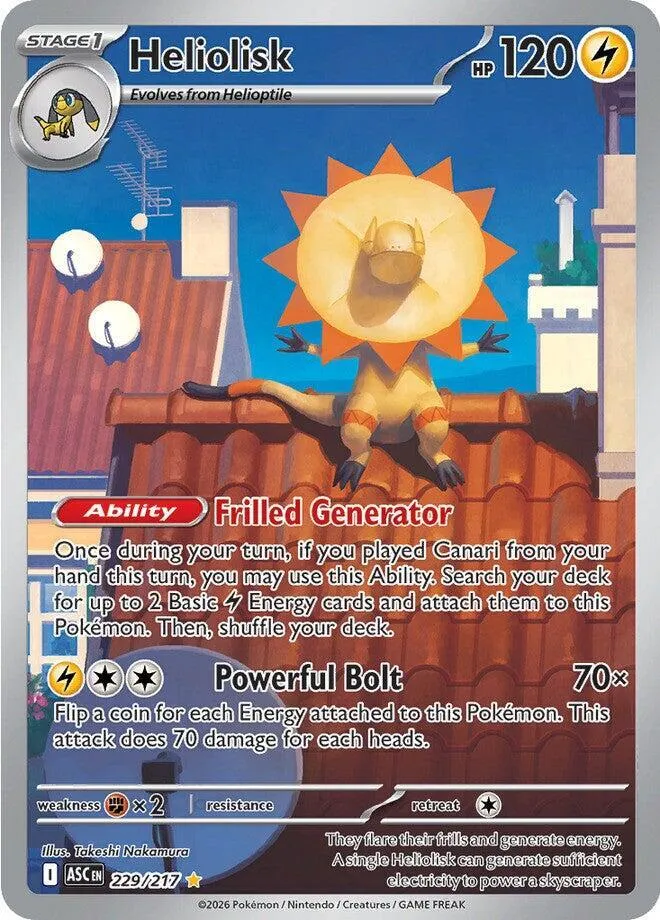 STAGE 1
Heliolisk
HP 120
Evolves from Helioptile
Ability Frilled Generator
Once during your turn, if you played Canari from your
hand this turn, you may use this Ability. Search your deck
for up to 2 Basic Energy cards and attach them to this
Pokémon. Then, shuffle your deck.
Powerful Bolt 70×
Flip a coin for each Energy attached to this Pokémon. This
attack does 70 damage for each heads.
weakness ×2 resistance retreat
Illus. Takeshi Nakamura
They flare their frills and generate energy.
A single Heliolisk can generate sufficient
electricity to power a skyscraper.
I ASC EN 229/217
©2026 Pokémon / Nintendo / Creatures / GAME FREAK